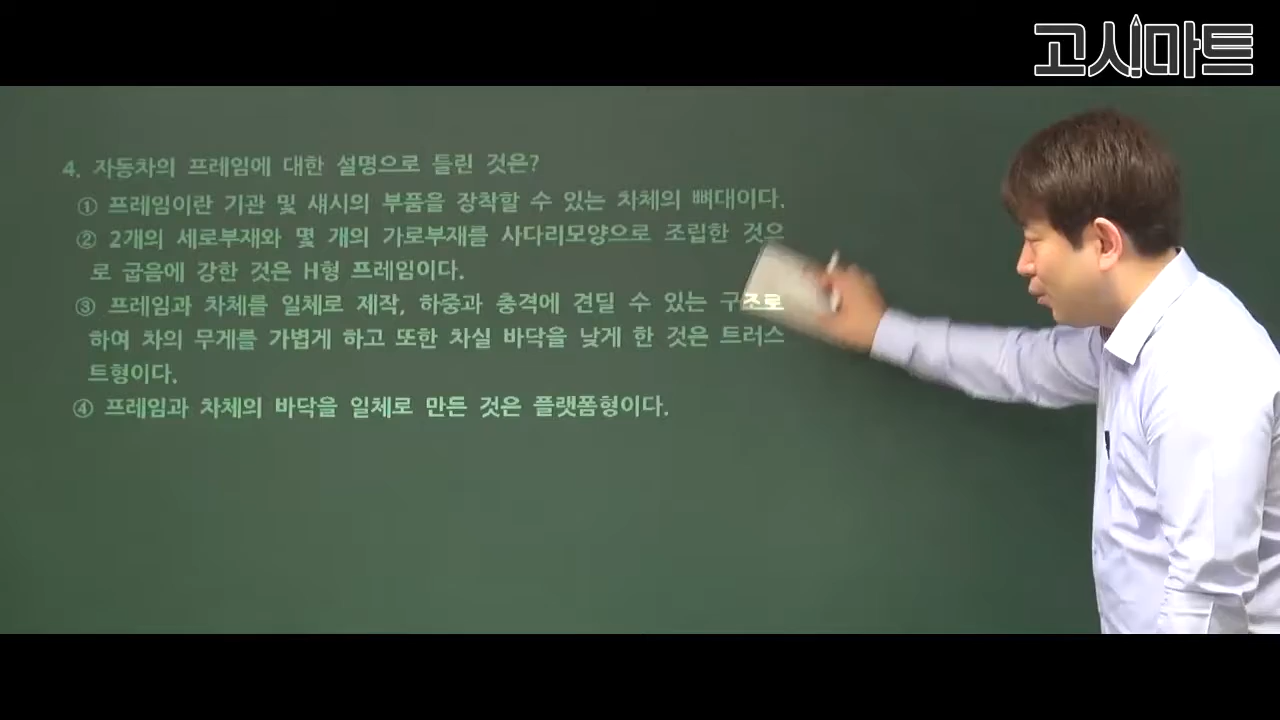 고시마트
4. 자동차의 프레임에 대한 설명으로 틀린 것은?
① 프레임이란 기관 및 섀시의 부품을 장착할 수 있는 차체의 뼈대이다.
② 2개의 세로부재와 몇 개의 가로부재를 사다리모양으로 조립한 것으
로 굽음에 강한 것은 H형 프레임이다.
③ 프레임과 차체를 일체로 제작, 하중과 충격에 견딜 수 있는 구조로
하여 차의 무게를 가볍게 하고 또한 차실 바닥을 낮게 한 것은 트러스
트형이다.
④ 프레임과 차체의 바닥을 일체로 만든 것은 플랫폼형이다.